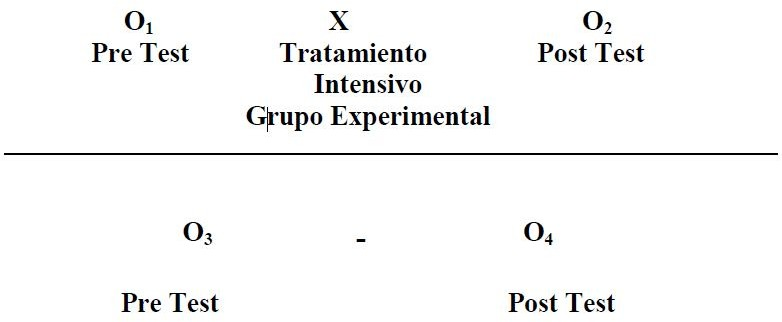 O₁ X O₂
Pre Test Tratamiento Post Test
Intensivo
Grupo Experimental
O₃ - O₄
Pre Test Post Test